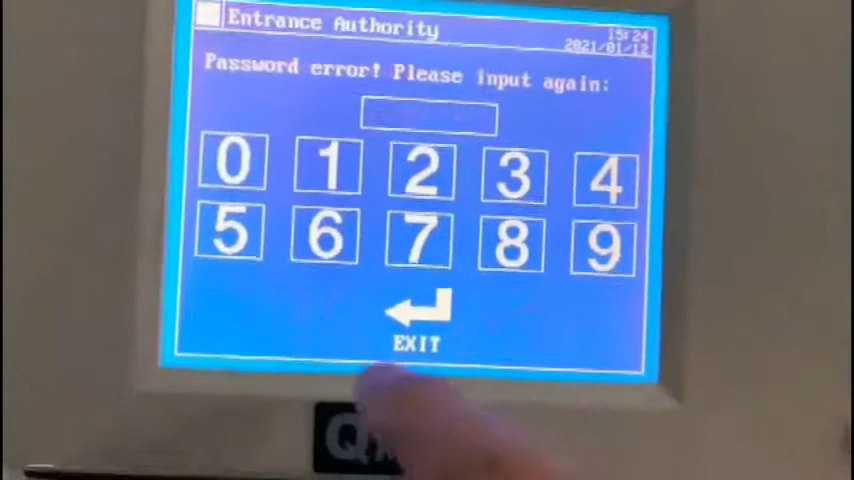 Entrance Authority
15:24
2021/01/12
Password error! Please input again:
0 1 2 3 4
5 6 7 8 9
EXIT